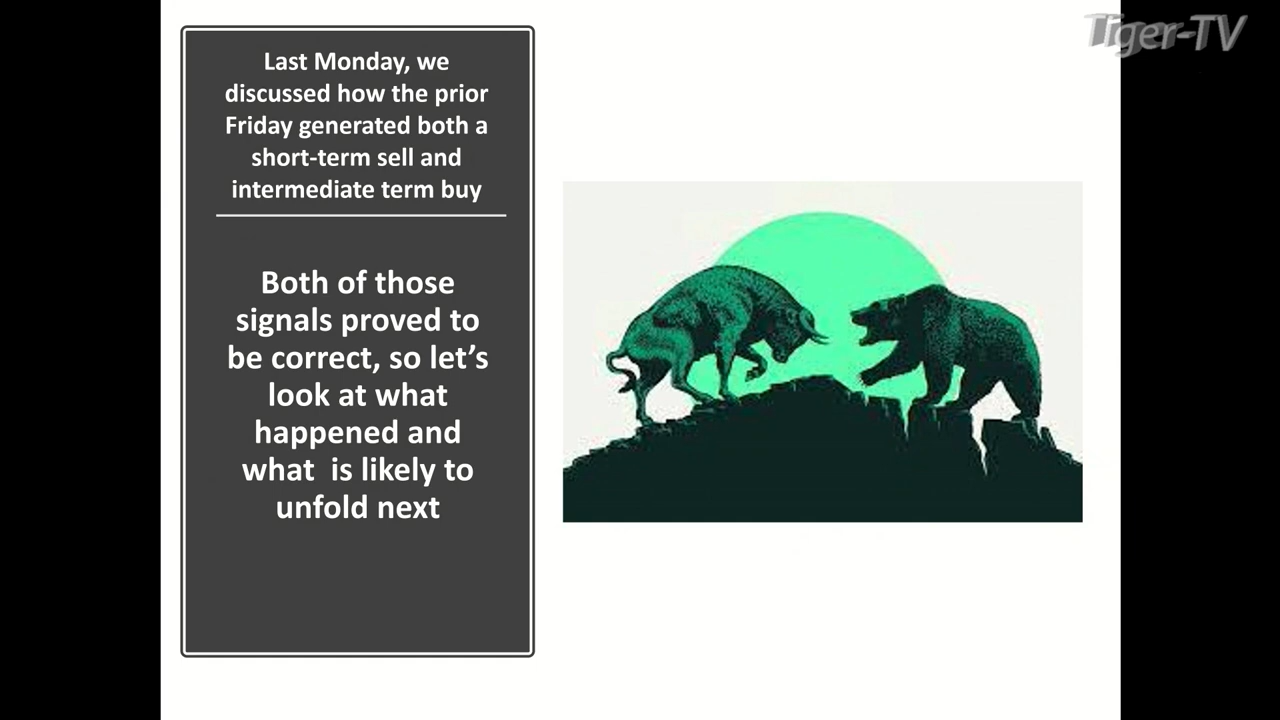 Tiger-TV
Last Monday, we
discussed how the prior
Friday generated both a
short-term sell and
intermediate term buy
Both of those
signals proved to
be correct, so let’s
look at what
happened and
what  is likely to
unfold next